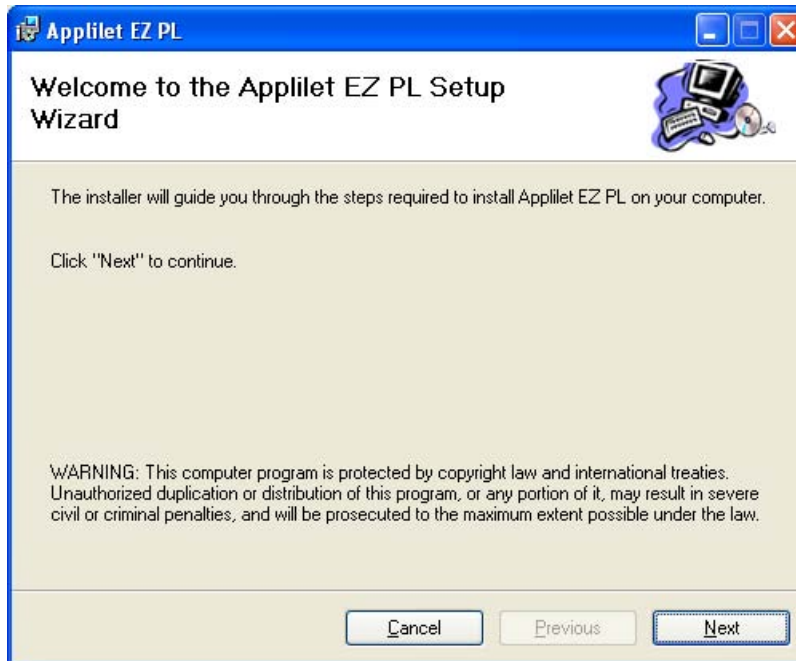 Applilet EZ PL
Welcome to the Applilet EZ PL Setup
Wizard
The installer will guide you through the steps required to install Applilet EZ PL on your computer.
Click "Next" to continue.
WARNING: This computer program is protected by copyright law and international treaties.
Unauthorized duplication or distribution of this program, or any portion of it, may result in severe
civil or criminal penalties, and will be prosecuted to the maximum extent possible under the law.
Cancel Previous Next